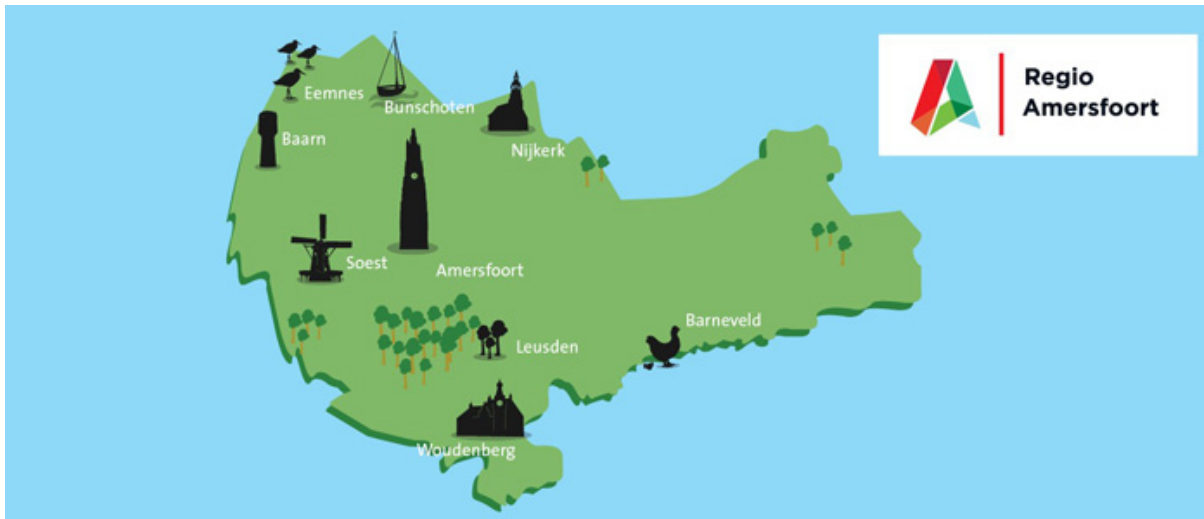 Regio
Amersfoort
Eemnes
Bunschoten
Baarn
Nijkerk
Soest
Amersfoort
Barneveld
Leusden
Woudenberg